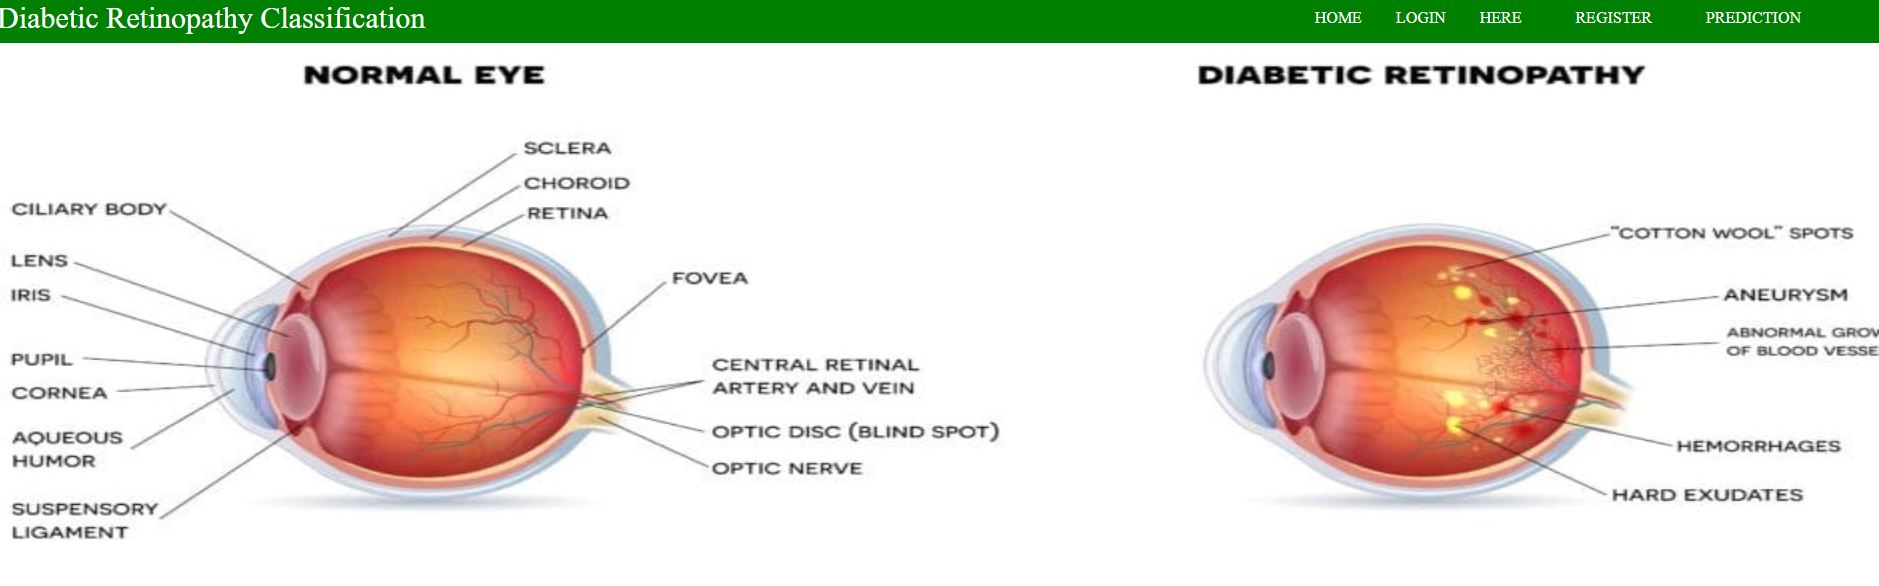 Diabetic Retinopathy Classification
HOME LOGIN HERE REGISTER PREDICTION
NORMAL EYE
SCLERA
CHOROID
RETINA
CILIARY BODY
LENS
IRIS
PUPIL
CORNEA
AQUEOUS
HUMOR
SUSPENSORY
LIGAMENT
FOVEA
CENTRAL RETINAL
ARTERY AND VEIN
OPTIC DISC (BLIND SPOT)
OPTIC NERVE
DIABETIC RETINOPATHY
"COTTON WOOL" SPOTS
ANEURYSM
ABNORMAL GROW
OF BLOOD VESSE
HEMORRHAGES
HARD EXUDATES